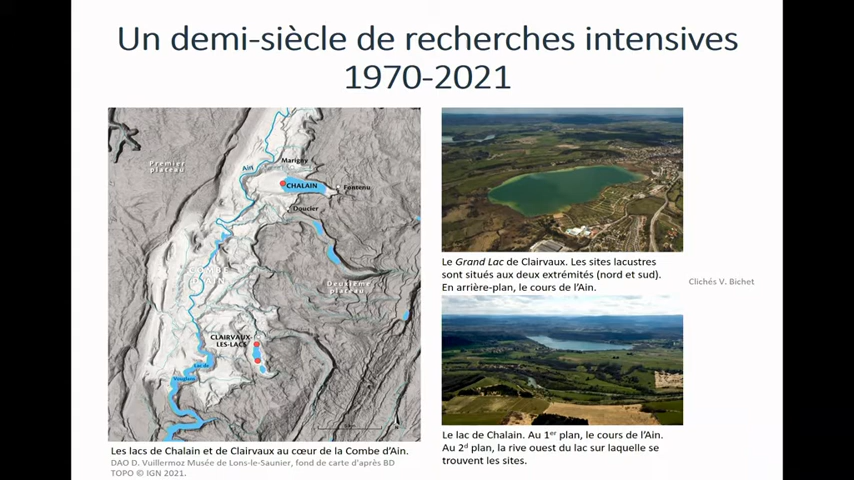 Un demi-siècle de recherches intensives
1970-2021
Premier
plateau
Ain
Marigny
CHALAIN
Fontenu
Doucier
COMBE
Deuxième
plateau
CLAIRVAUX-
LES-LACS
Lac de
Vouglans
Les lacs de Chalain et de Clairvaux au cœur de la Combe d’Ain.
DAO D. Vuillermoz Musée de Lons-le-Saunier, fond de carte d'après BD
TOPO © IGN 2021.
Le Grand Lac de Clairvaux. Les sites lacustres
sont situés aux deux extrémités (nord et sud).
En arrière-plan, le cours de l’Ain.
Clichés V. Bichet
Le lac de Chalain. Au 1er plan, le cours de l’Ain.
Au 2d plan, la rive ouest du lac sur laquelle se
trouvent les sites.